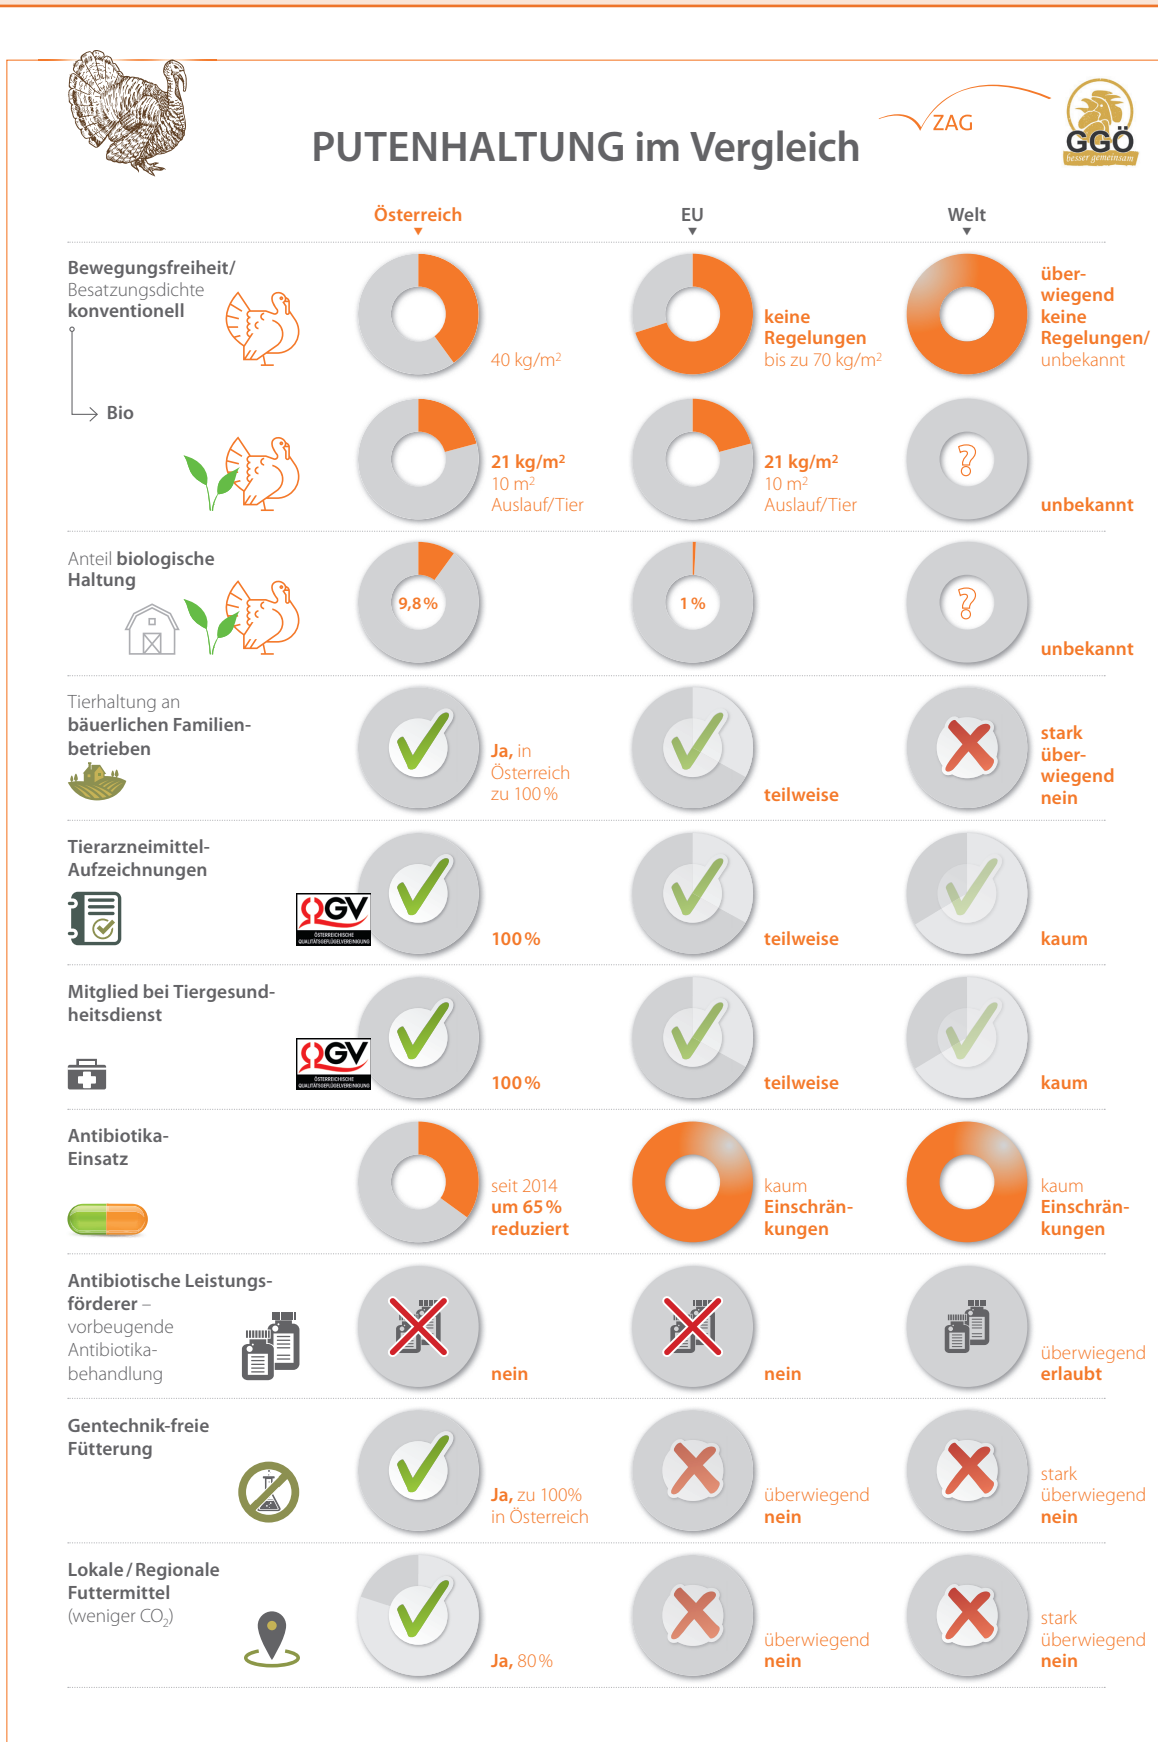 PUTENHALTUNG im Vergleich
ZAG
GGÖ
besser gemeinsam
Österreich
EU
Welt
Bewegungsfreiheit/
Besatzungsdichte
konventionell
40 kg/m²
keine
Regelungen
bis zu 70 kg/m²
über-
wiegend
keine
Regelungen/
unbekannt
Bio
21 kg/m²
10 m²
Auslauf/Tier
21 kg/m²
10 m²
Auslauf/Tier
?
unbekannt
Anteil biologische
Haltung
9,8 %
1 %
?
unbekannt
Tierhaltung an
bäuerlichen Familien-
betrieben
Ja, in
Österreich
zu 100 %
teilweise
stark
über-
wiegend
nein
Tierarzneimittel-
Aufzeichnungen
QGV
ÖSTERREICHISCHE
QUALITÄTSGEFLÜGELVEREINIGUNG
100 %
teilweise
kaum
Mitglied bei Tiergesund-
heitsdienst
QGV
ÖSTERREICHISCHE
QUALITÄTSGEFLÜGELVEREINIGUNG
100 %
teilweise
kaum
Antibiotika-
Einsatz
seit 2014
um 65 %
reduziert
kaum
Einschrän-
kungen
kaum
Einschrän-
kungen
Antibiotische Leistungs-
förderer –
vorbeugende
Antibiotika-
behandlung
nein
nein
überwiegend
erlaubt
Gentechnik-freie
Fütterung
Ja, zu 100%
in Österreich
überwiegend
nein
stark
überwiegend
nein
Lokale / Regionale
Futtermittel
(weniger CO₂)
Ja, 80 %
überwiegend
nein
stark
überwiegend
nein